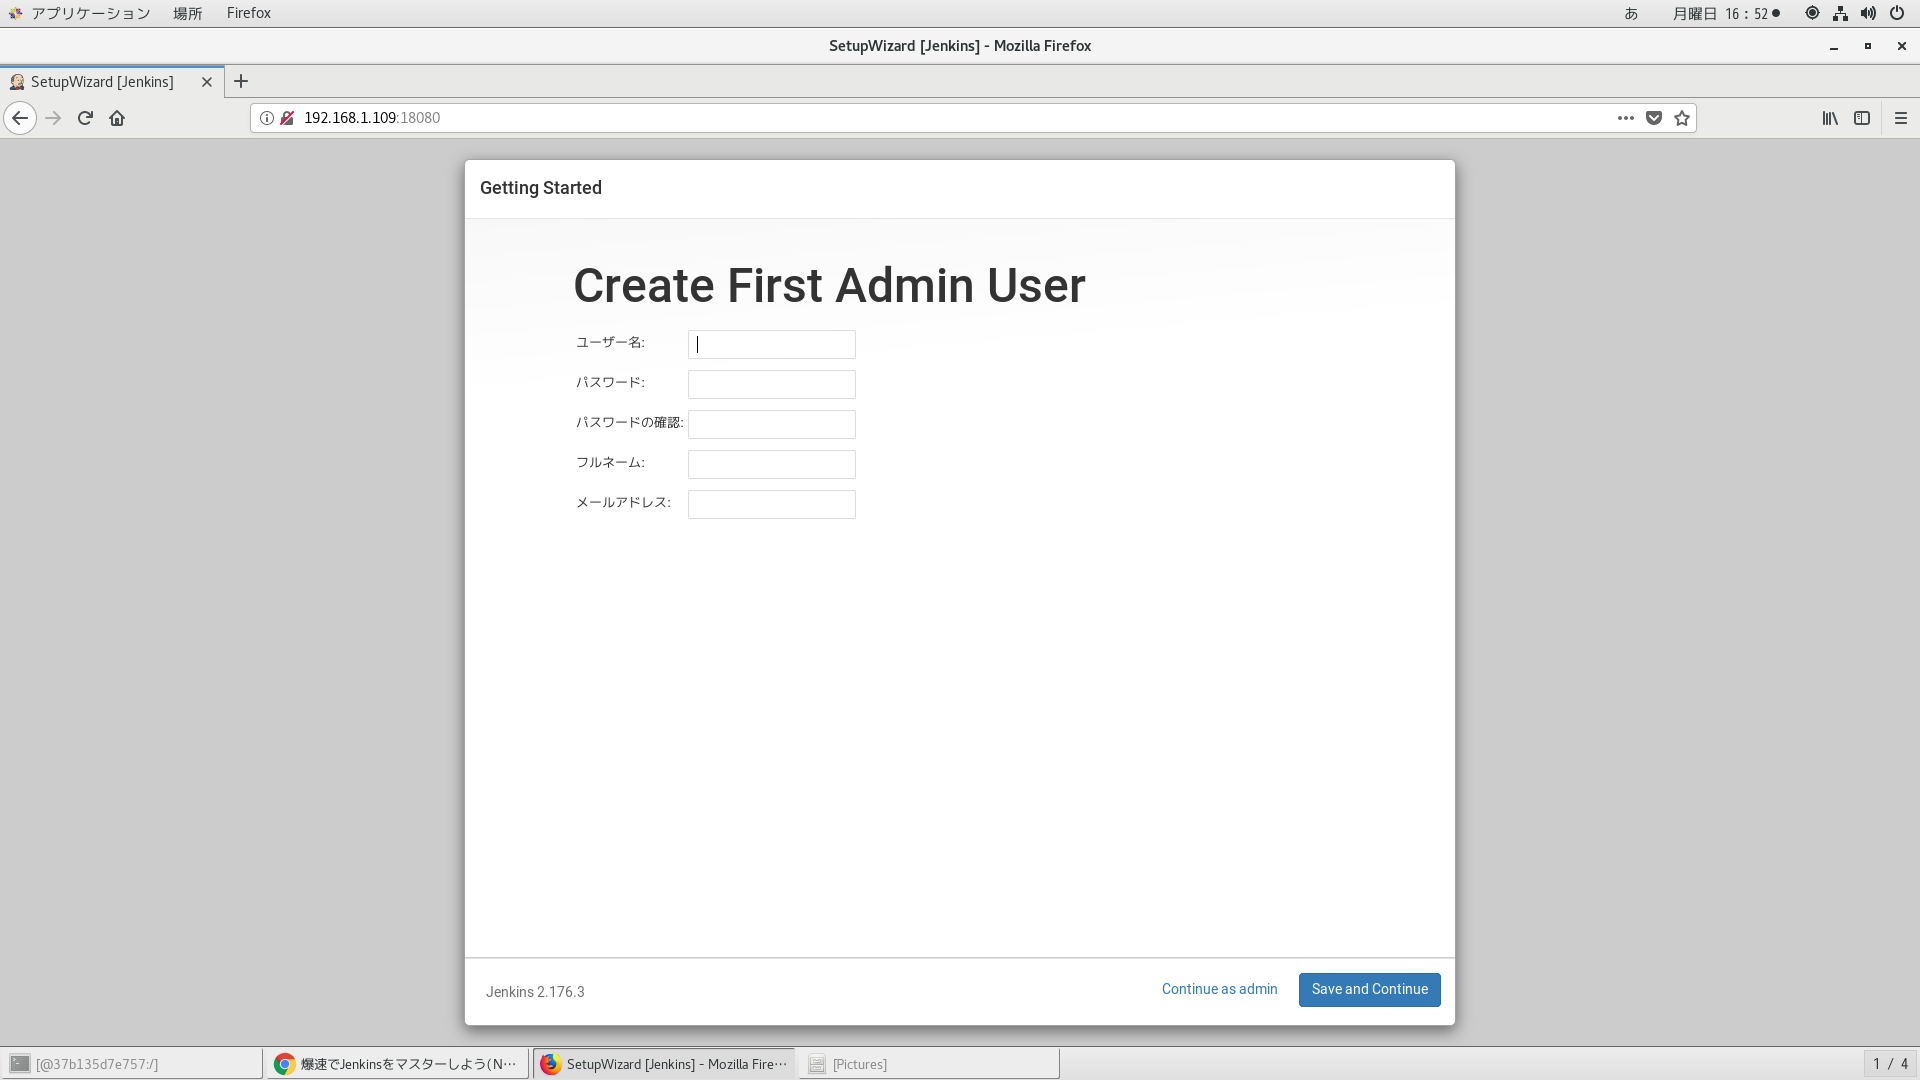 アプリケーション 場所 Firefox あ 月曜日 16：52
SetupWizard [Jenkins] - Mozilla Firefox
SetupWizard [Jenkins]
192.168.1.109:18080
Getting Started
Create First Admin User
ユーザー名:
パスワード:
パスワードの確認:
フルネーム:
メールアドレス:
Jenkins 2.176.3 Continue as admin Save and Continue
[@37b135d7e757:/] 爆速でJenkinsをマスターしよう(N… SetupWizard [Jenkins] - Mozilla Fire… [Pictures] 1 / 4